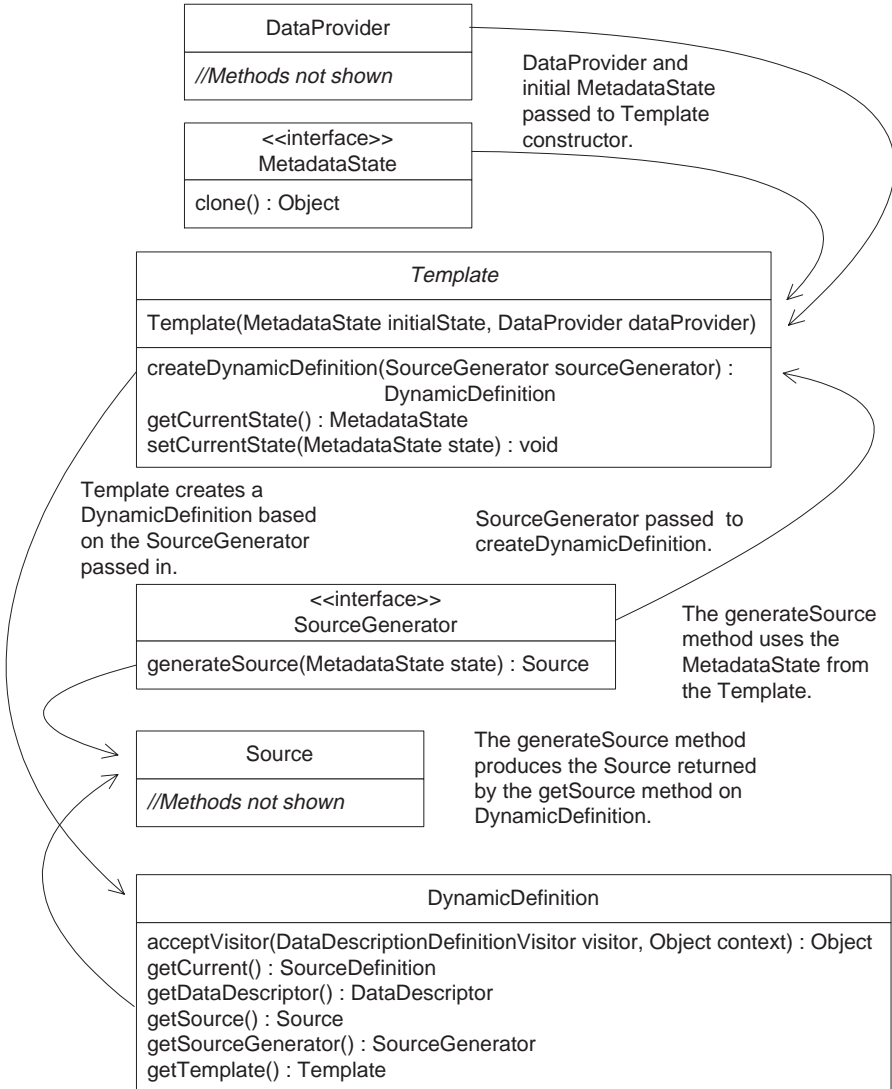 DataProvider
//Methods not shown
DataProvider and
initial MetadataState
passed to Template
constructor.
<<interface>>
MetadataState
clone() : Object
Template
Template(MetadataState initialState, DataProvider dataProvider)
createDynamicDefinition(SourceGenerator sourceGenerator) :
DynamicDefinition
getCurrentState() : MetadataState
setCurrentState(MetadataState state) : void
Template creates a
DynamicDefinition based
on the SourceGenerator
passed in.
SourceGenerator passed to
createDynamicDefinition.
<<interface>>
SourceGenerator
generateSource(MetadataState state) : Source
The generateSource
method uses the
MetadataState from
the Template.
Source
//Methods not shown
The generateSource method
produces the Source returned
by the getSource method on
DynamicDefinition.
DynamicDefinition
acceptVisitor(DataDescriptionDefinitionVisitor visitor, Object context) : Object
getCurrent() : SourceDefinition
getDataDescriptor() : DataDescriptor
getSource() : Source
getSourceGenerator() : SourceGenerator
getTemplate() : Template